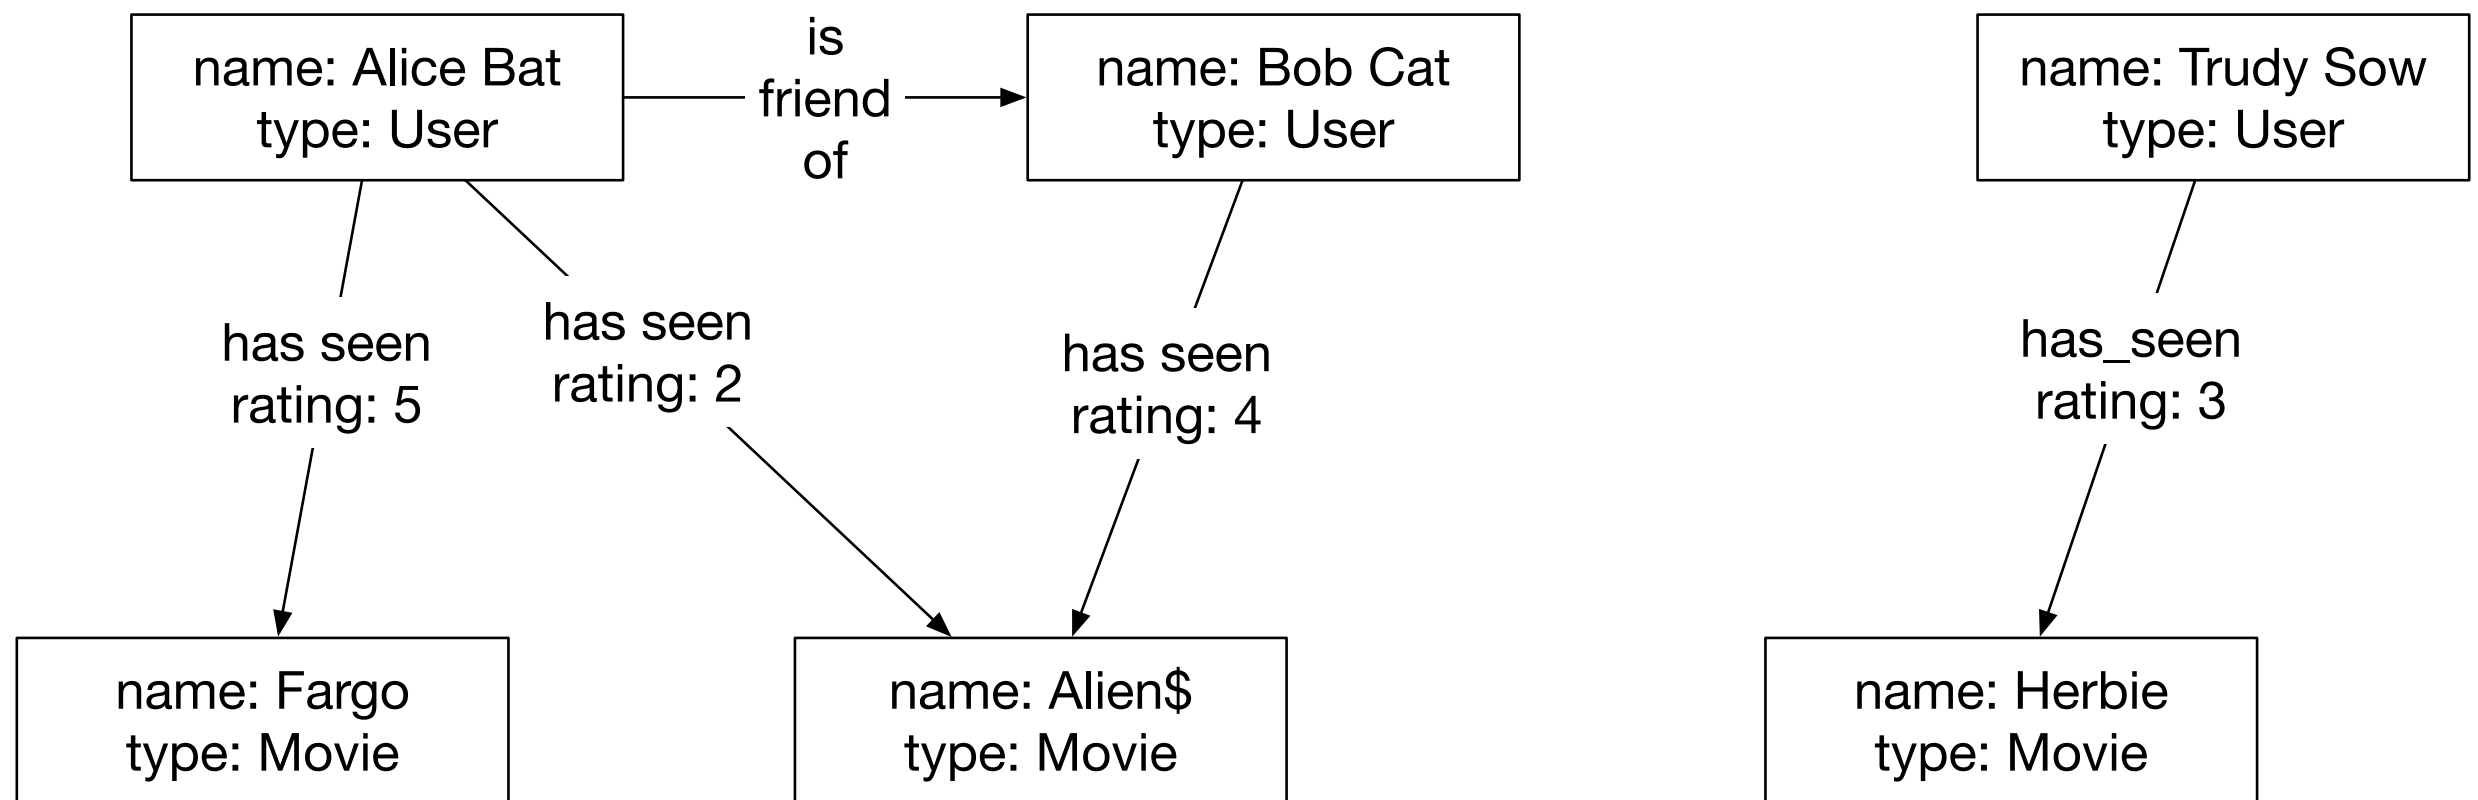 name: Alice Bat
type: User
is
friend
of
name: Bob Cat
type: User
name: Trudy Sow
type: User
has seen
rating: 5
has seen
rating: 2
has seen
rating: 4
has_seen
rating: 3
name: Fargo
type: Movie
name: Alien$
type: Movie
name: Herbie
type: Movie